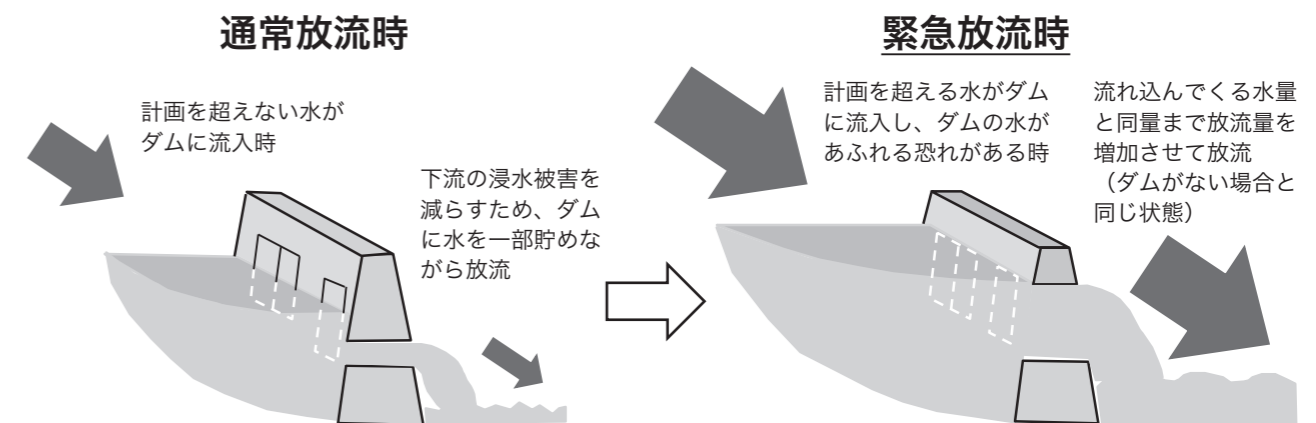 通常放流時
計画を超えない水が
ダムに流入時
下流の浸水被害を
減らすため、ダム
に水を一部貯めな
がら放流
緊急放流時
計画を超える水がダム
に流入し、ダムの水が
あふれる恐れがある時
流れ込んでくる水量
と同量まで放流量を
増加させて放流
（ダムがない場合と
同じ状態）